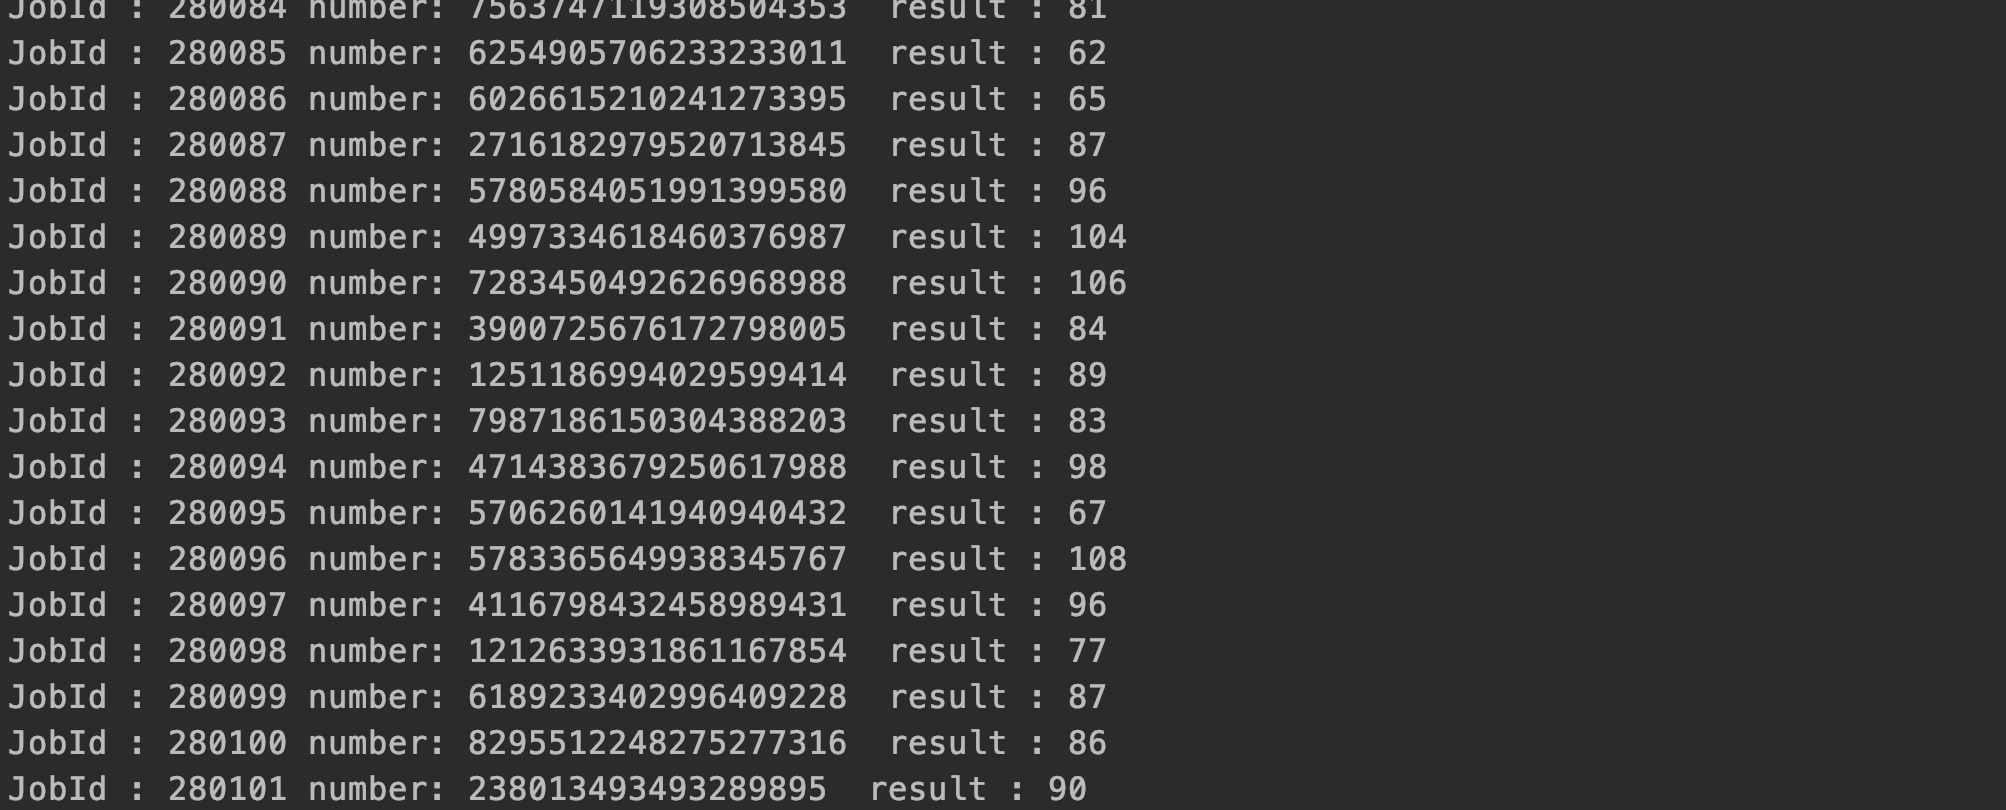 JobId : 280084 number: 7563747119308504353  result : 81
JobId : 280085 number: 6254905706233233011  result : 62
JobId : 280086 number: 6026615210241273395  result : 65
JobId : 280087 number: 2716182979520713845  result : 87
JobId : 280088 number: 5780584051991399580  result : 96
JobId : 280089 number: 4997334618460376987  result : 104
JobId : 280090 number: 7283450492626968988  result : 106
JobId : 280091 number: 3900725676172798005  result : 84
JobId : 280092 number: 1251186994029599414  result : 89
JobId : 280093 number: 7987186150304388203  result : 83
JobId : 280094 number: 4714383679250617988  result : 98
JobId : 280095 number: 5706260141940940432  result : 67
JobId : 280096 number: 5783365649938345767  result : 108
JobId : 280097 number: 4116798432458989431  result : 96
JobId : 280098 number: 1212633931861167854  result : 77
JobId : 280099 number: 6189233402996409228  result : 87
JobId : 280100 number: 8295512248275277316  result : 86
JobId : 280101 number: 238013493493289895  result : 90